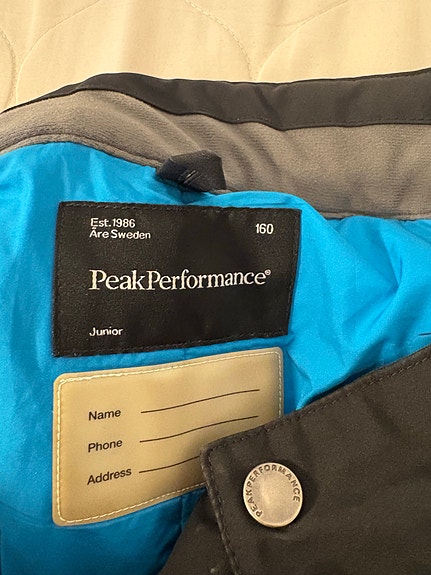 Est.1986
Åre Sweden
160
PeakPerformance®
Junior
Name
Phone
Address
PEAKPERFORMANCE